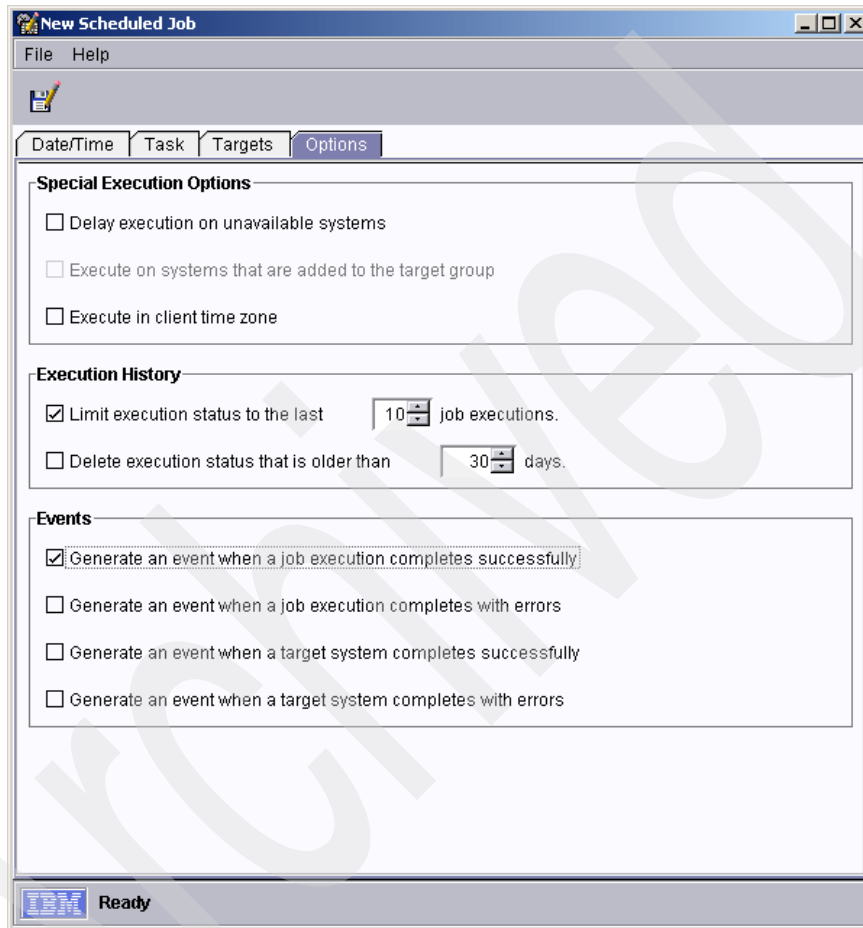 New Scheduled Job
File Help
Date/Time Task Targets Options
Special Execution Options
Delay execution on unavailable systems
Execute on systems that are added to the target group
Execute in client time zone
Execution History
Limit execution status to the last 10 job executions.
Delete execution status that is older than 30 days.
Events
Generate an event when a job execution completes successfully
Generate an event when a job execution completes with errors
Generate an event when a target system completes successfully
Generate an event when a target system completes with errors
IBM Ready
rchived